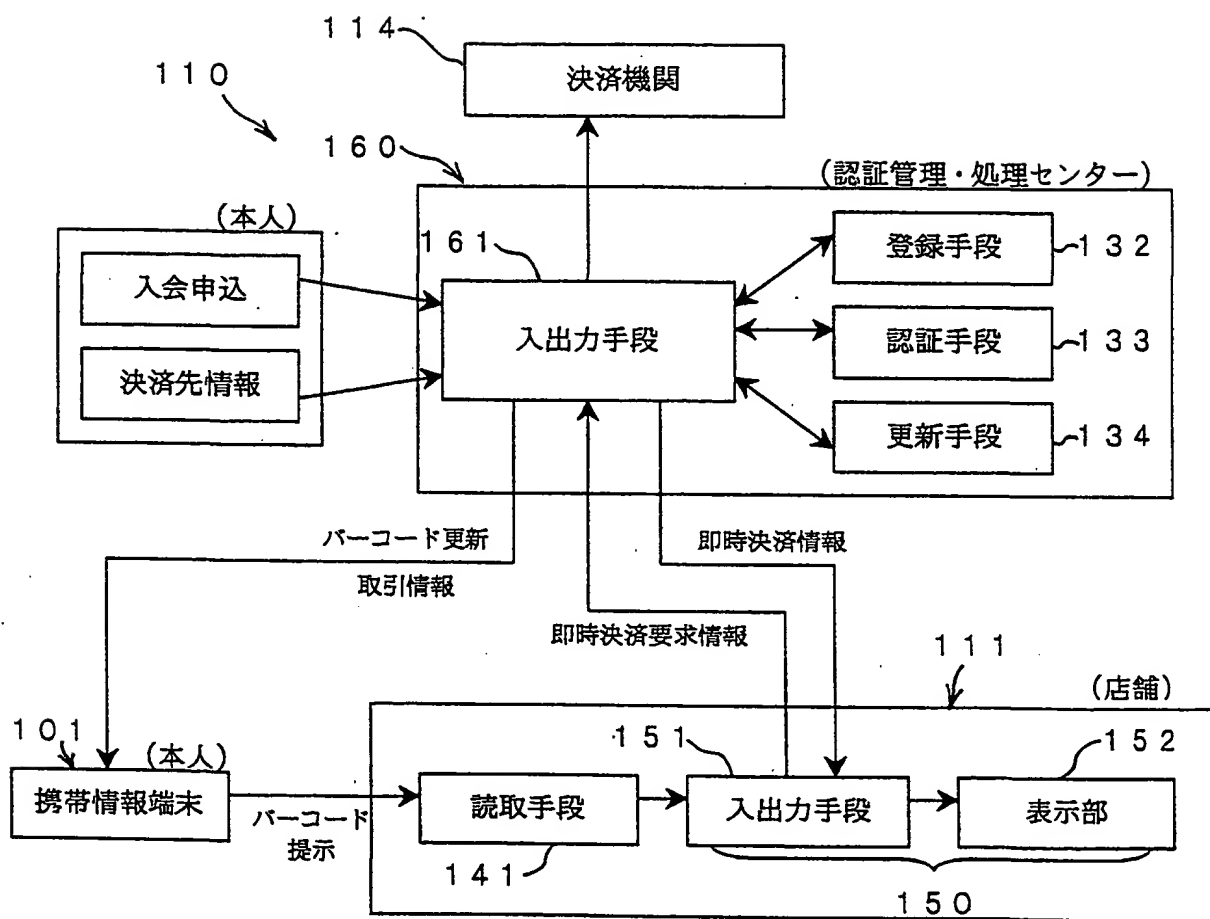 １１４
決済機関
１１０
１６０
（認証管理・処理センター）
（本人）
１６１
登録手段
１３２
入会申込
入出力手段
認証手段
１３３
決済先情報
更新手段
１３４
バーコード更新
即時決済情報
取引情報
即時決済要求情報
１１１
（店舗）
１０１
（本人）
１５１
１５２
携帯情報端末
読取手段
入出力手段
表示部
バーコード
提示
１４１
１５０